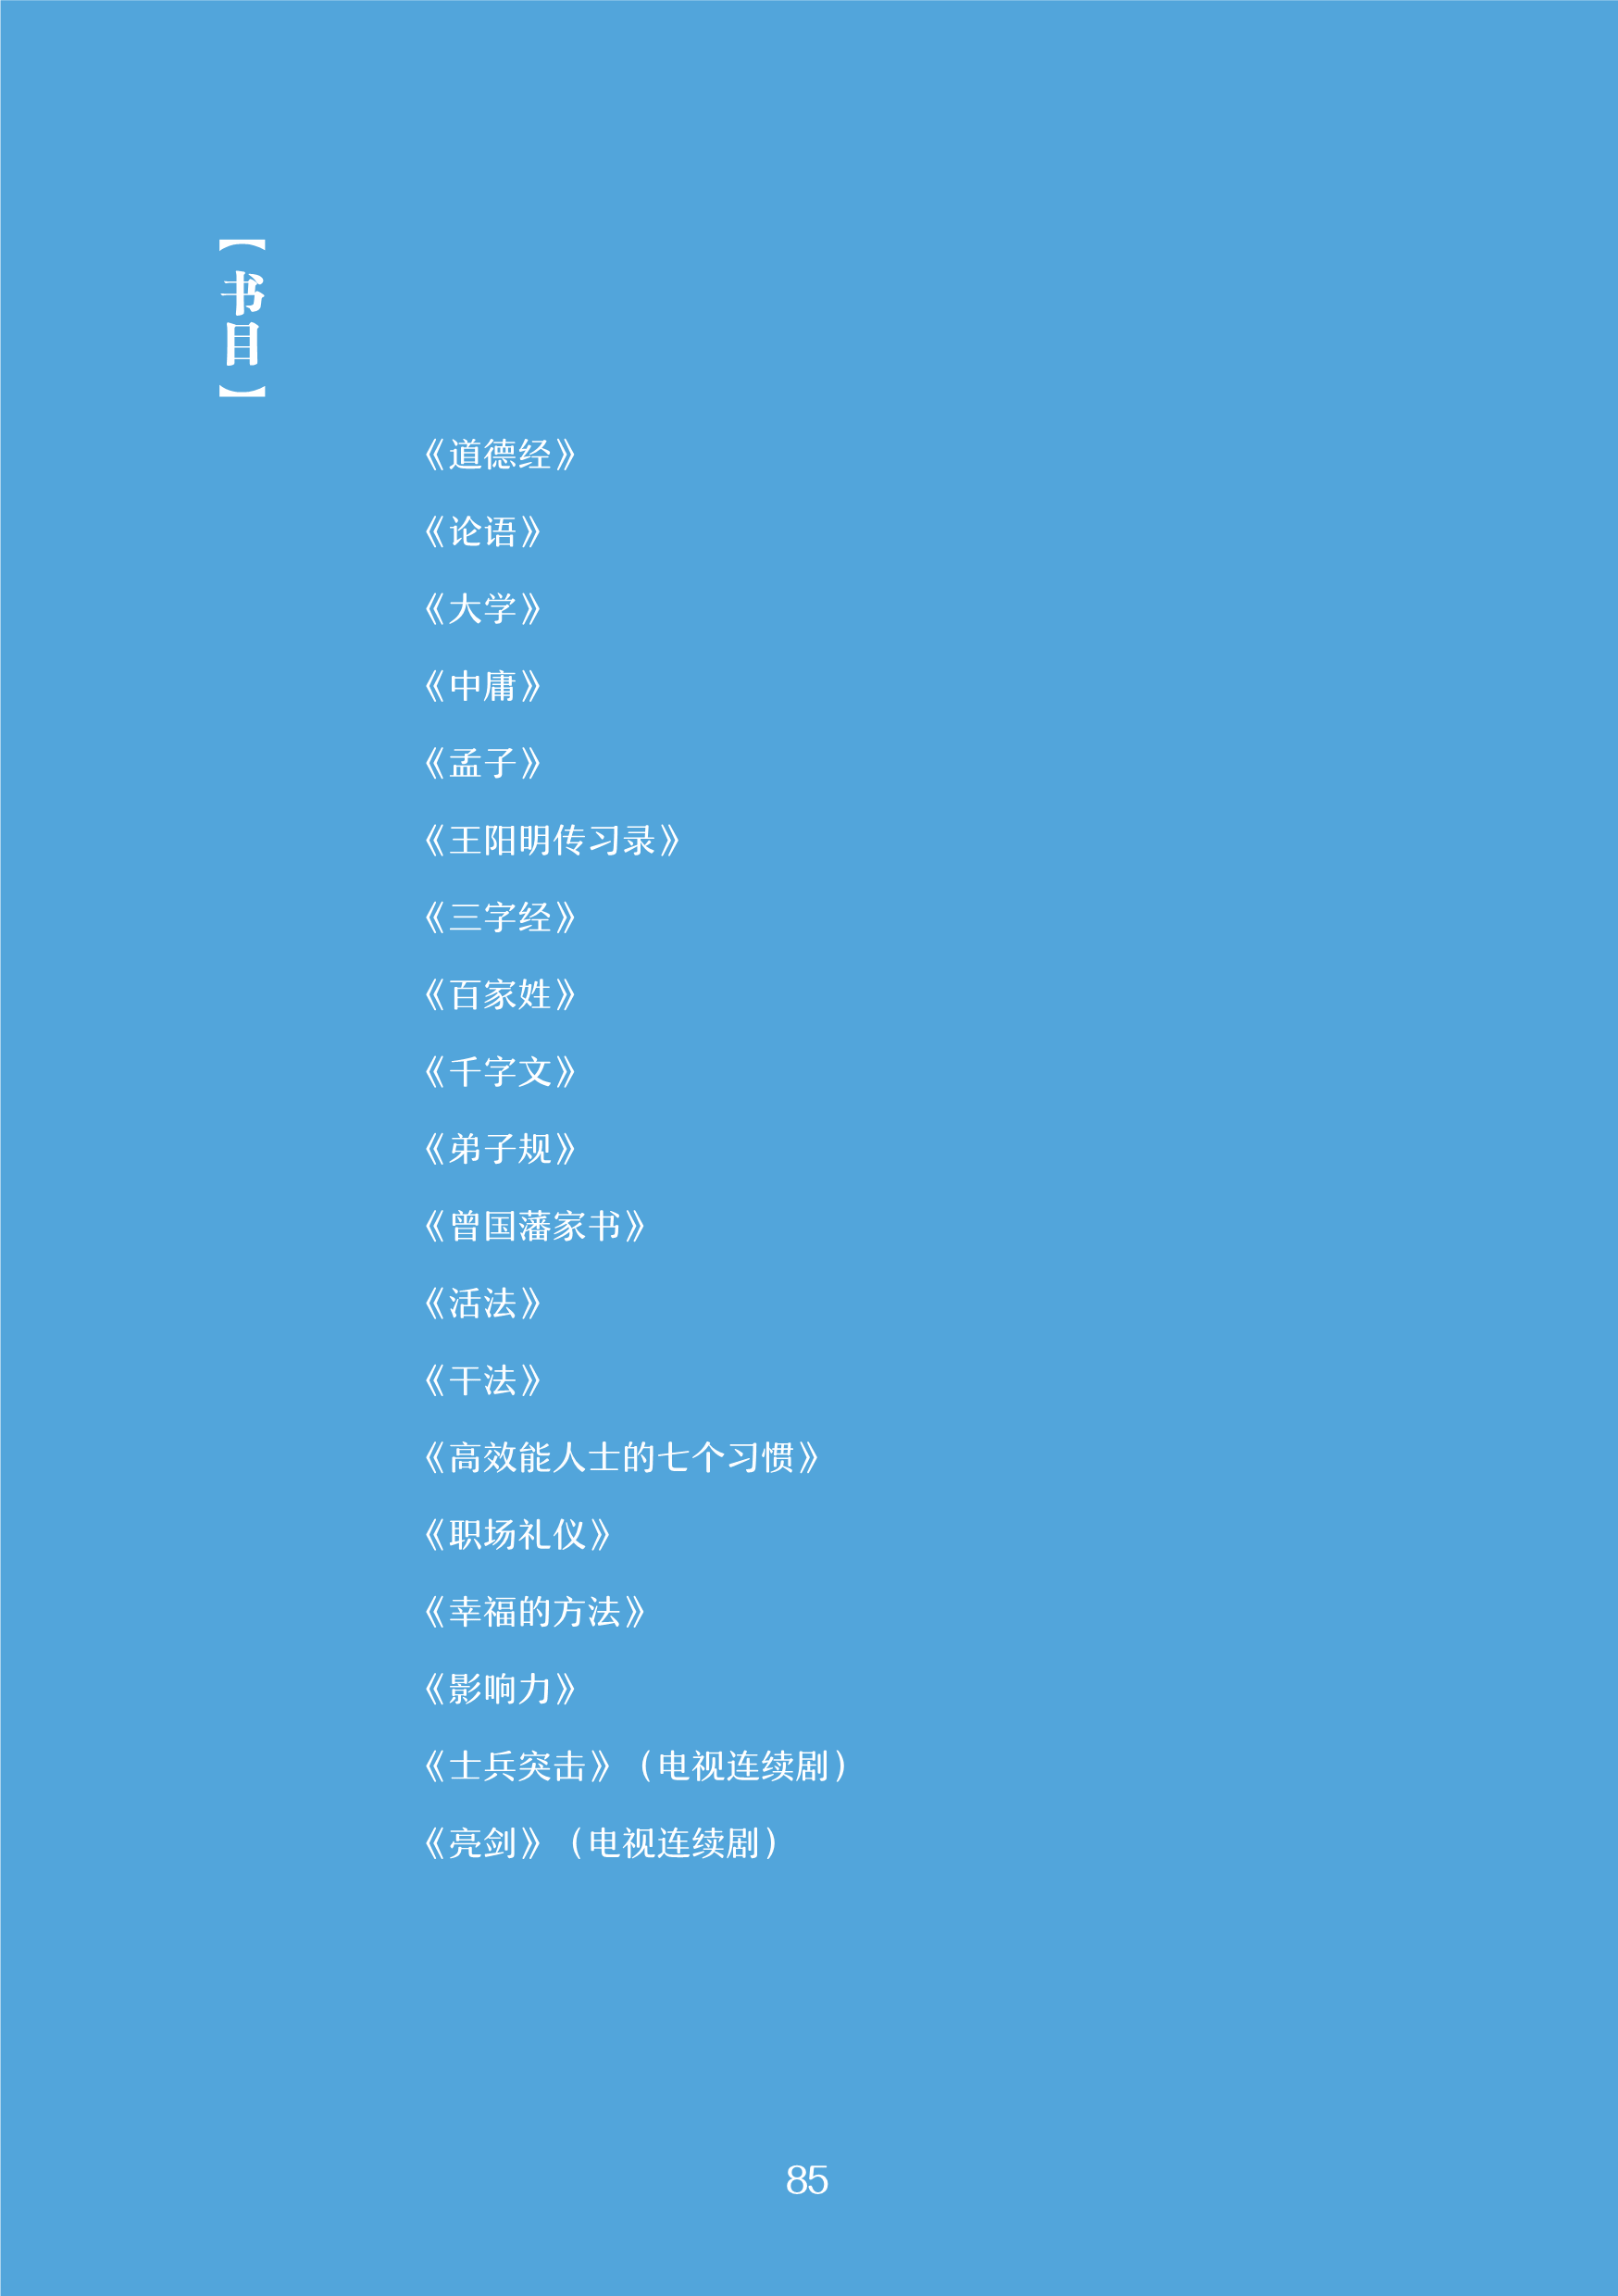 【书目】
《道德经》
《论语》
《大学》
《中庸》
《孟子》
《王阳明传习录》
《三字经》
《百家姓》
《千字文》
《弟子规》
《曾国藩家书》
《活法》
《干法》
《高效能人士的七个习惯》
《职场礼仪》
《幸福的方法》
《影响力》
《士兵突击》（电视连续剧）
《亮剑》（电视连续剧）
85